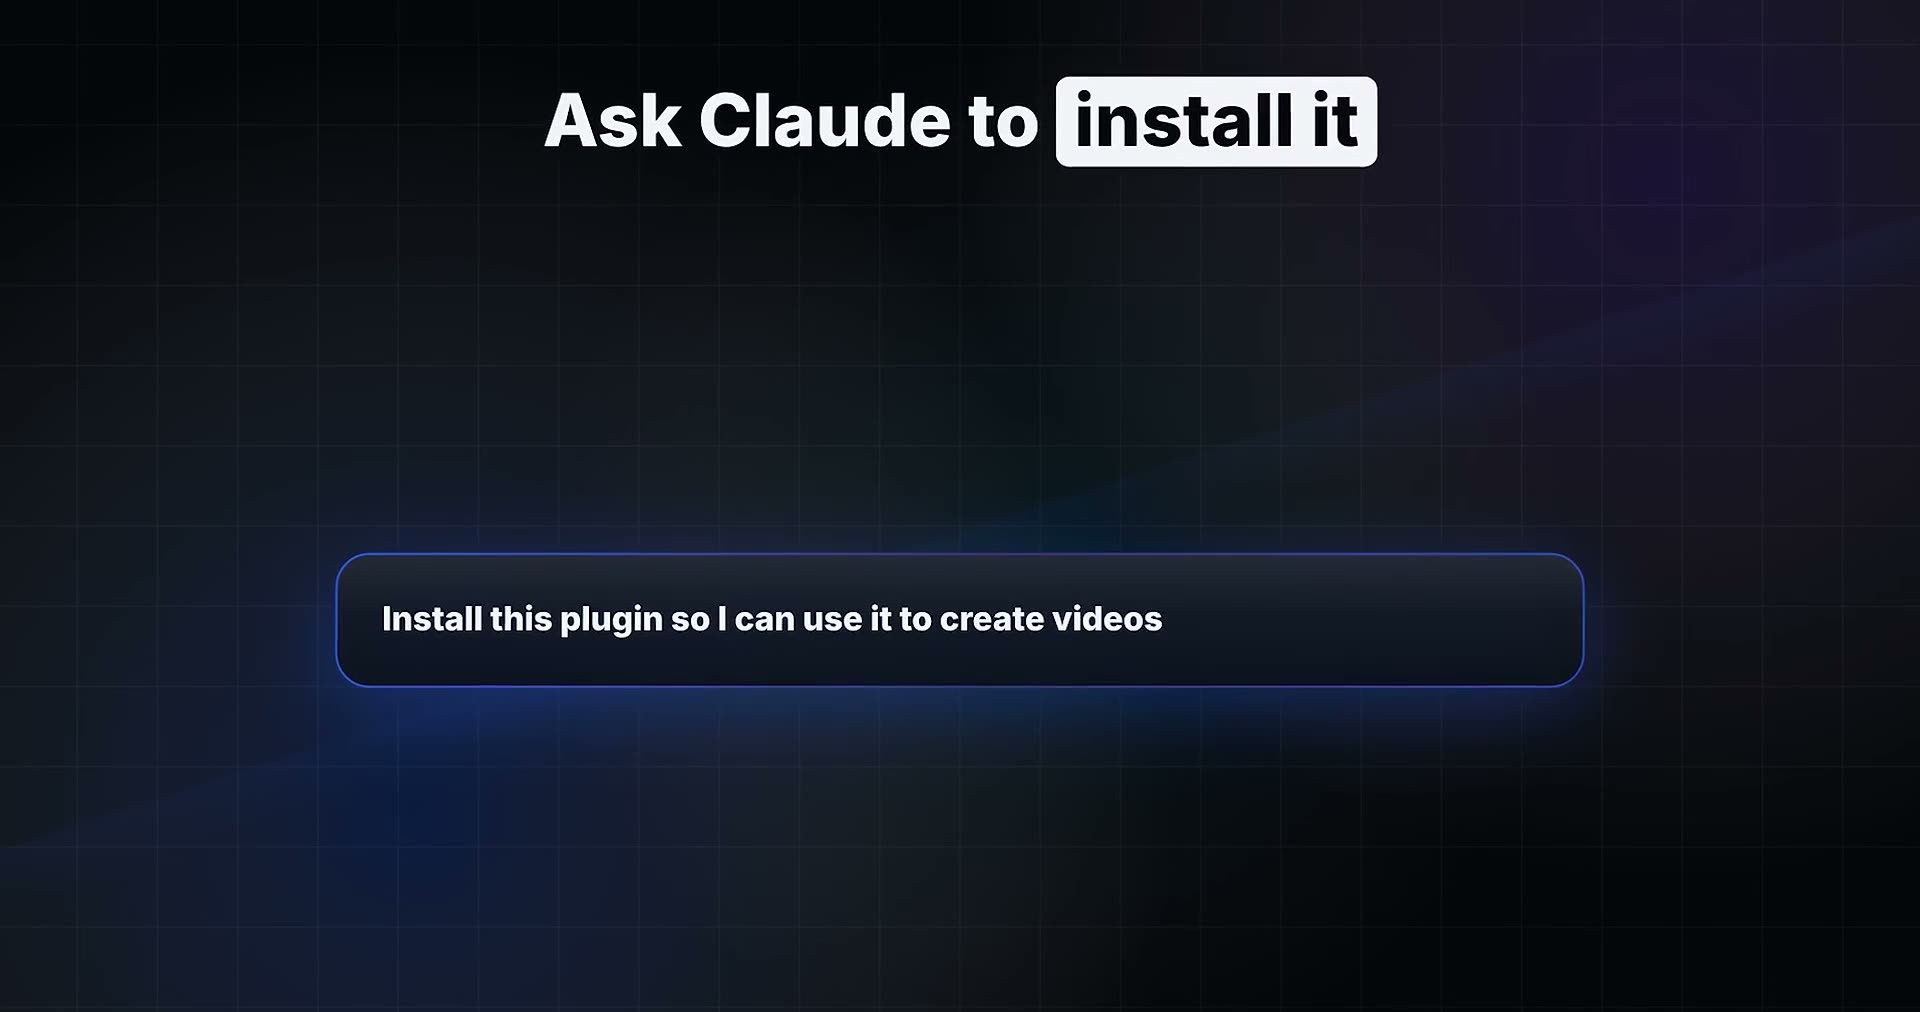 Ask Claude to install it
Install this plugin so I can use it to create videos